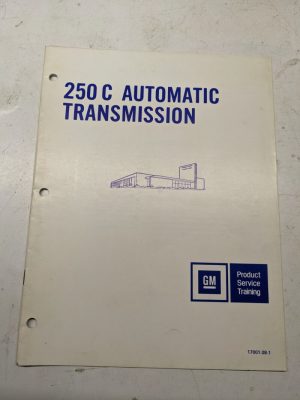 250 C AUTOMATIC
TRANSMISSION
GM
Product
Service
Training
17001.08-1